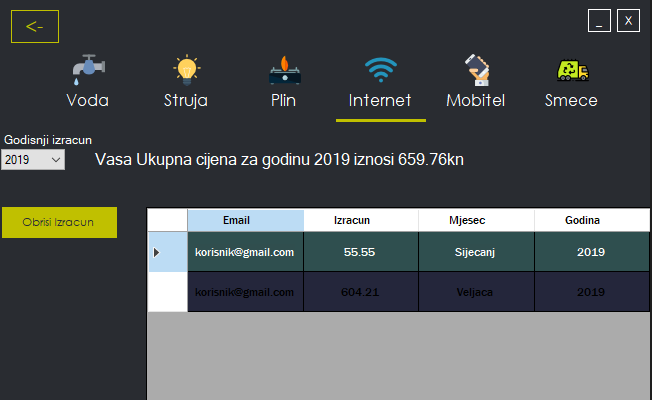 <-
_ X
Voda Struja Plin Internet Mobitel Smece
Godisnji izracun
2019
Vasa Ukupna cijena za godinu 2019 iznosi 659.76kn
Obrisi Izracun
Email Izracun Mjesec Godina
korisnik@gmail.com 55.55 Sijecanj 2019
korisnik@gmail.com 604.21 Veljaca 2019